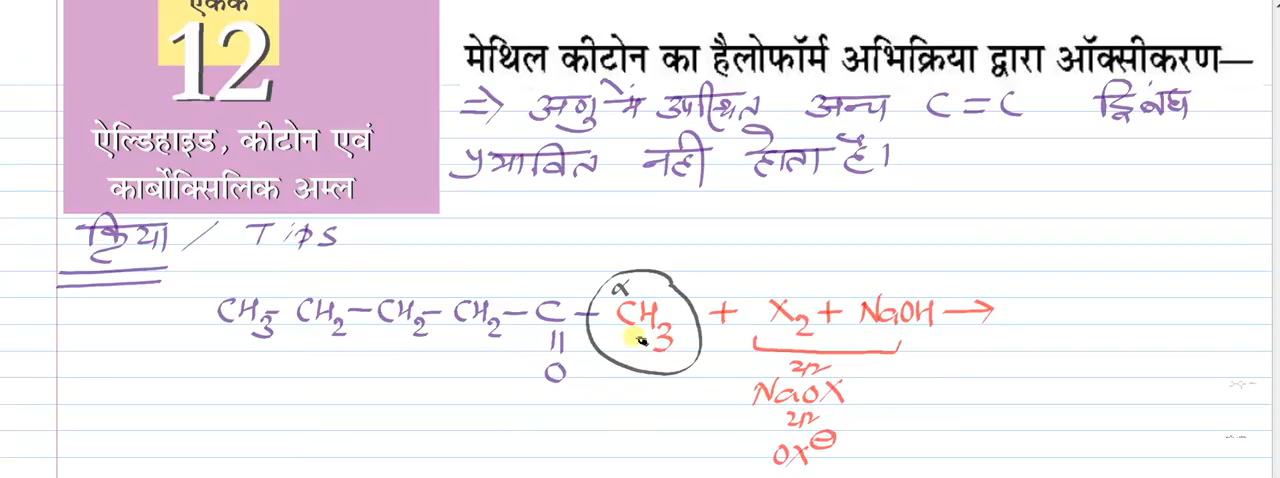 एकक
12
ऐल्डिहाइड, कीटोन एवं
कार्बोक्सिलिक अम्ल
मेथिल कीटोन का हैलोफॉर्म अभिक्रिया द्वारा ऑक्सीकरण—
=> अणु में उपस्थित अन्य C=C द्विबंध
प्रभावित नही होता है।
क्रिया / Tips
CH3 CH2-CH2-CH2-C-CH3 + X2 + NaOH →
α
॥
O
या
NaOX
या
OX⊖